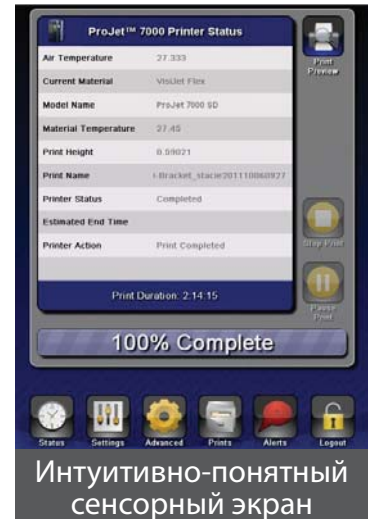 ProJet™ 7000 Printer Status
Air Temperature 27.333
Current Material VisiJet Flex
Model Name ProJet 7000 SD
Material Temperature 27.45
Print Height 0.59021
Print Name i-Bracket_stacie201110060927
Printer Status Completed
Estimated End Time
Printer Action Print Completed
Print Duration: 2:14:15
100% Complete
Print Preview
Stop Print
Pause Print
Status Settings Advanced Prints Alerts Logout
Интуитивно-понятный
сенсорный экран